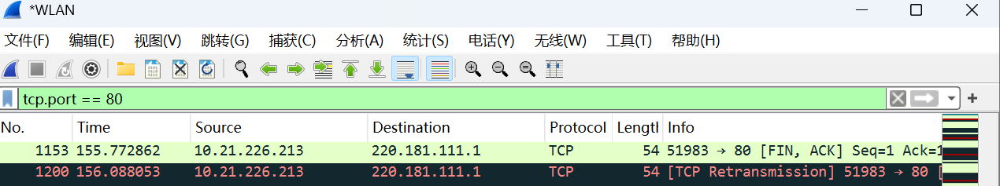 *WLAN
文件(F) 编辑(E) 视图(V) 跳转(G) 捕获(C) 分析(A) 统计(S) 电话(Y) 无线(W) 工具(T) 帮助(H)
tcp.port == 80
No. Time Source Destination Protocol Length Info
1153 155.772862 10.21.226.213 220.181.111.1 TCP 54 51983 → 80 [FIN, ACK] Seq=1 Ack=1
1200 156.088053 10.21.226.213 220.181.111.1 TCP 54 [TCP Retransmission] 51983 → 80 [